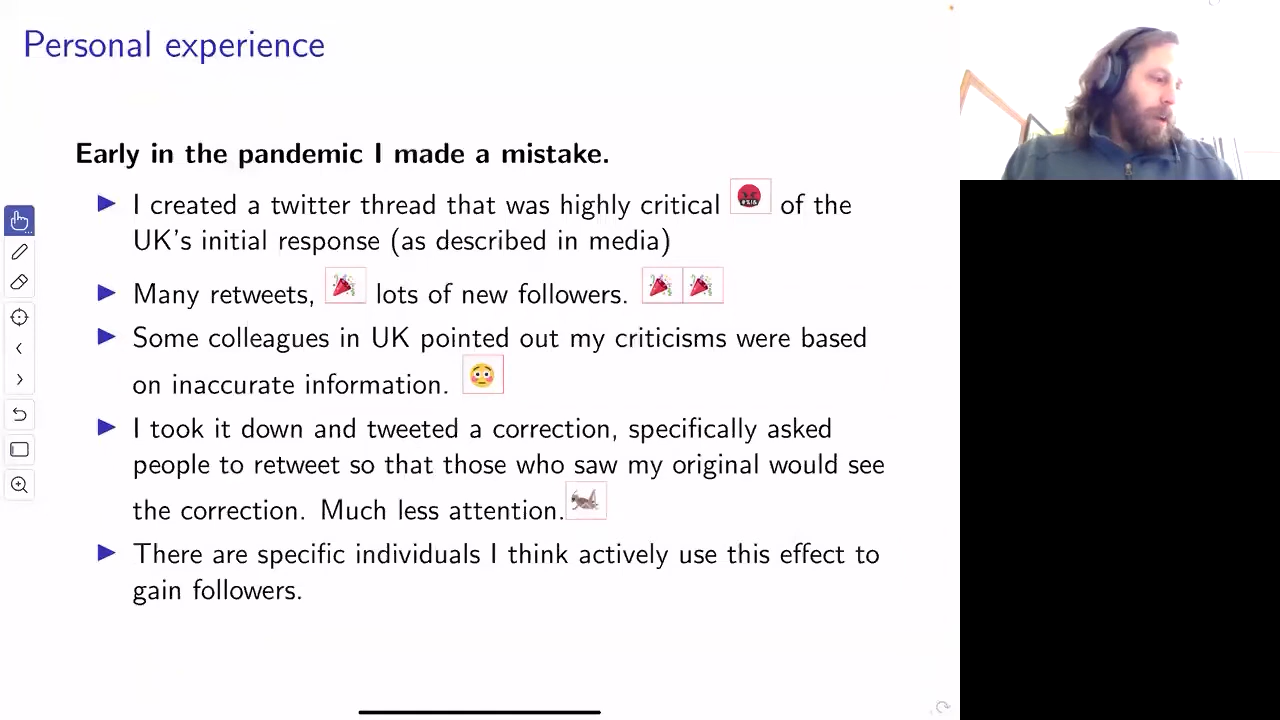 Personal experience
Early in the pandemic I made a mistake.
I created a twitter thread that was highly critical 🤬 of the
UK's initial response (as described in media)
Many retweets, 🎉 lots of new followers. 🎉🎉
Some colleagues in UK pointed out my criticisms were based
on inaccurate information. 😳
I took it down and tweeted a correction, specifically asked
people to retweet so that those who saw my original would see
the correction. Much less attention. 🦗
There are specific individuals I think actively use this effect to
gain followers.